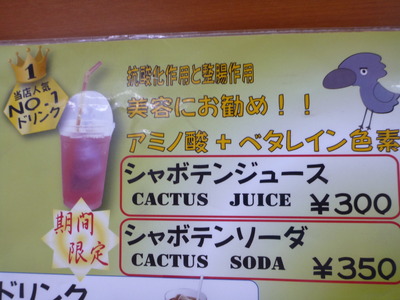 1
当店人気
NO.1
ドリンク
抗酸化作用と整腸作用
美容にお勧め！！
アミノ酸＋ベタレイン色素
シャボテンジュース
CACTUS JUICE ¥300
期間
限定
シャボテンソーダ
CACTUS SODA ¥350
ドリンク